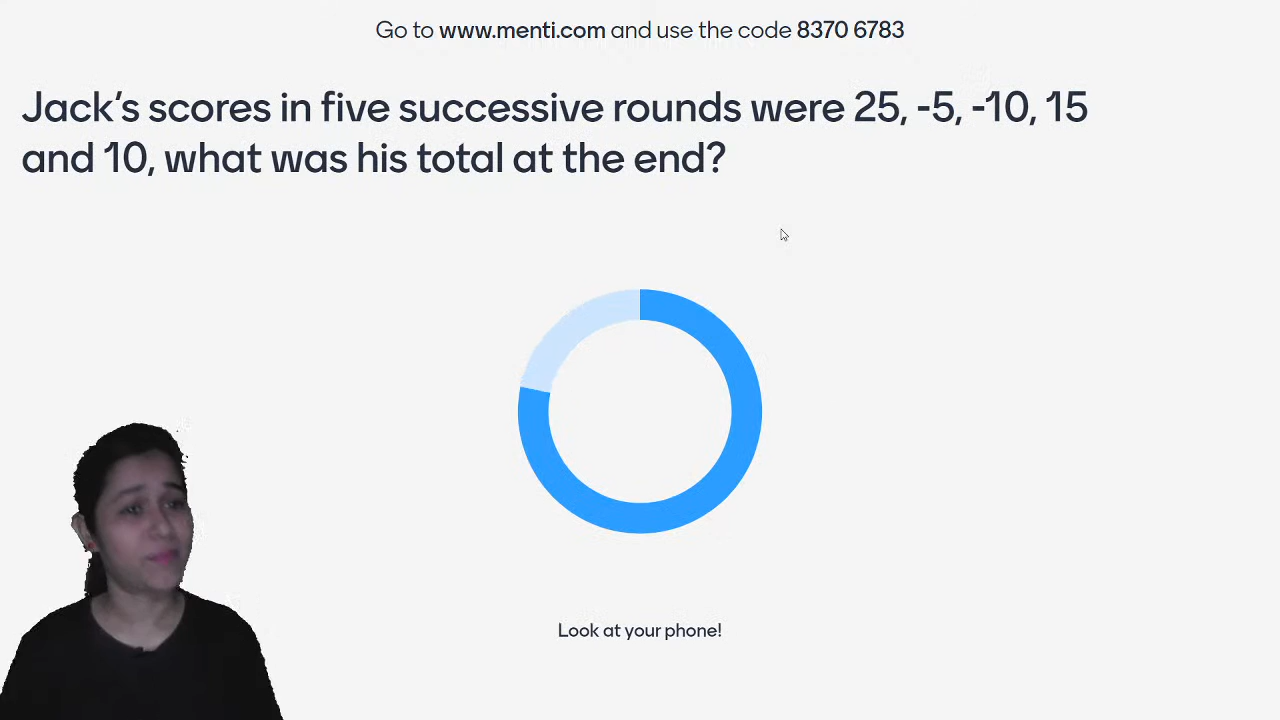 Go to www.menti.com and use the code 8370 6783
Jack's scores in five successive rounds were 25, -5, -10, 15
and 10, what was his total at the end?
Look at your phone!